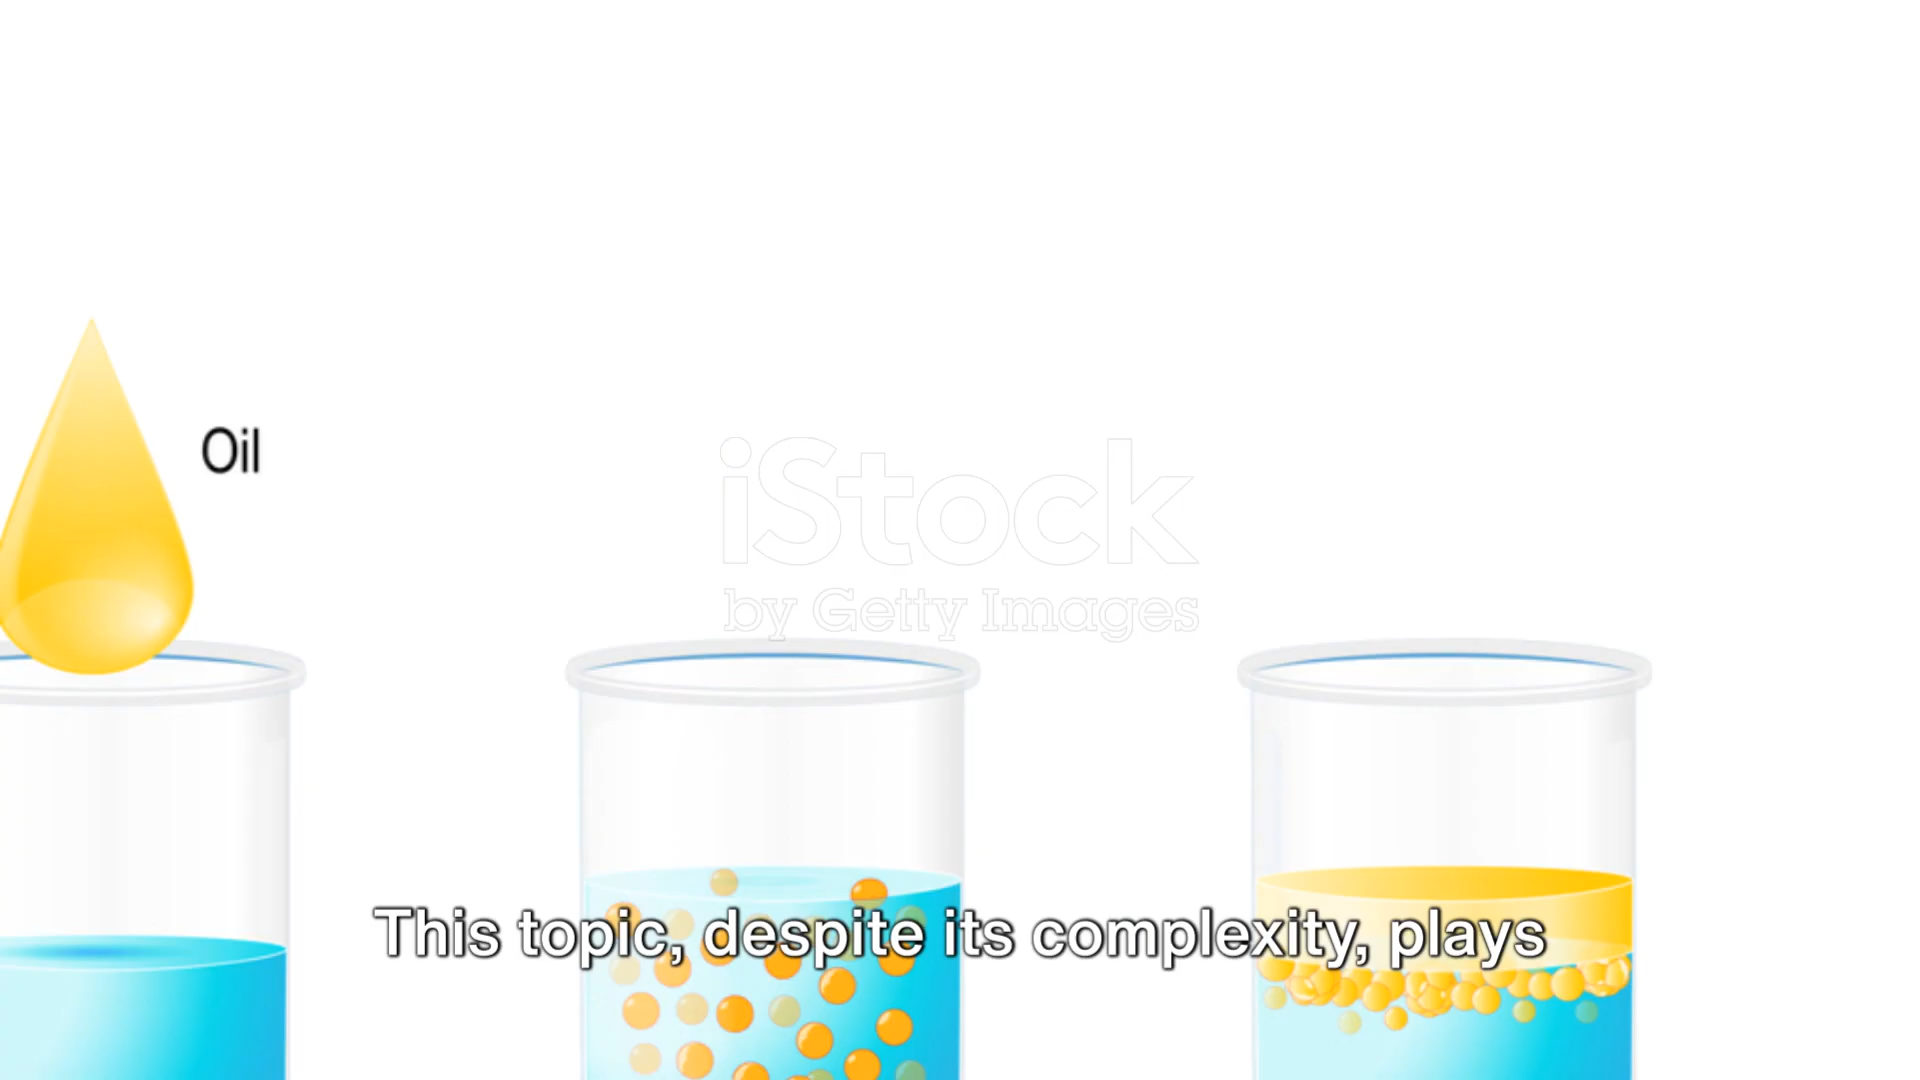 Oil
iStock
by Getty Images
This topic, despite its complexity, plays